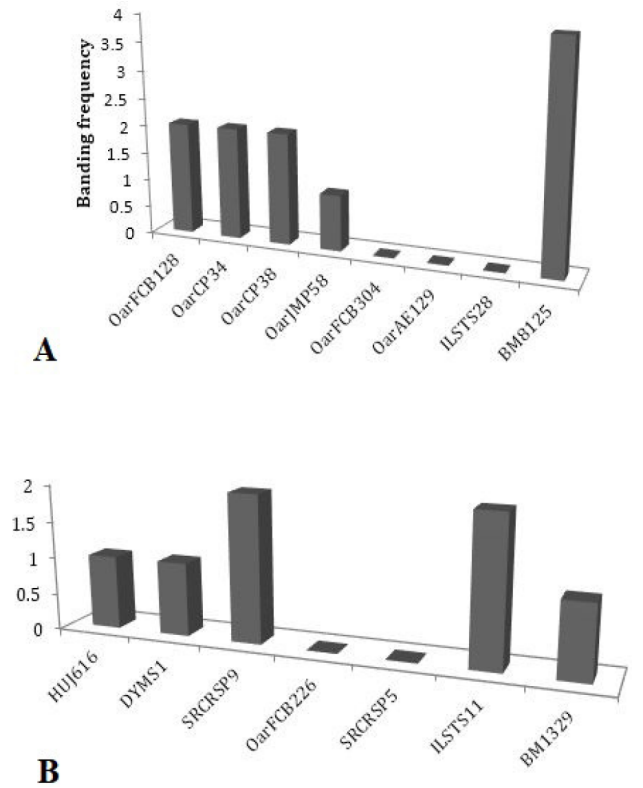 4
3.5
3
2.5
2
1.5
1
0.5
0
Banding frequency
OarFCB128
OarCP34
OarCP38
OarJMP58
OarFCB304
OarAE129
ILSTS28
BM8125
A
2
1.5
1
0.5
0
HUJ616
DYMS1
SRCRSP9
OarFCB226
SRCRSP5
ILSTS11
BM1329
B